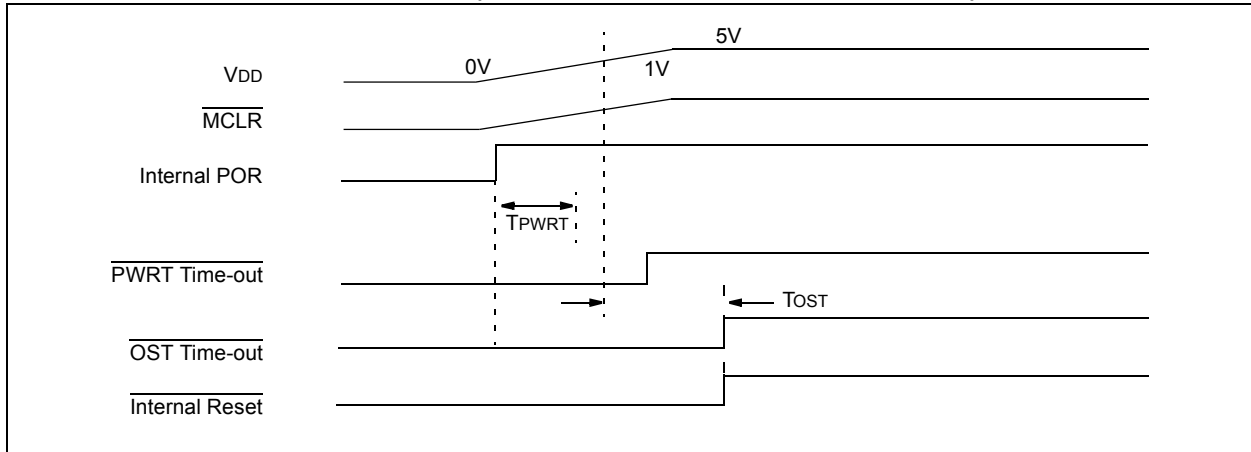 5V
VDD
0V
1V
MCLR
Internal POR
TPWRT
PWRT Time-out
TOST
OST Time-out
Internal Reset